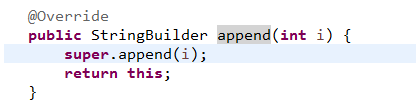 @Override
public StringBuilder append(int i) {
super.append(i);
return this;
}